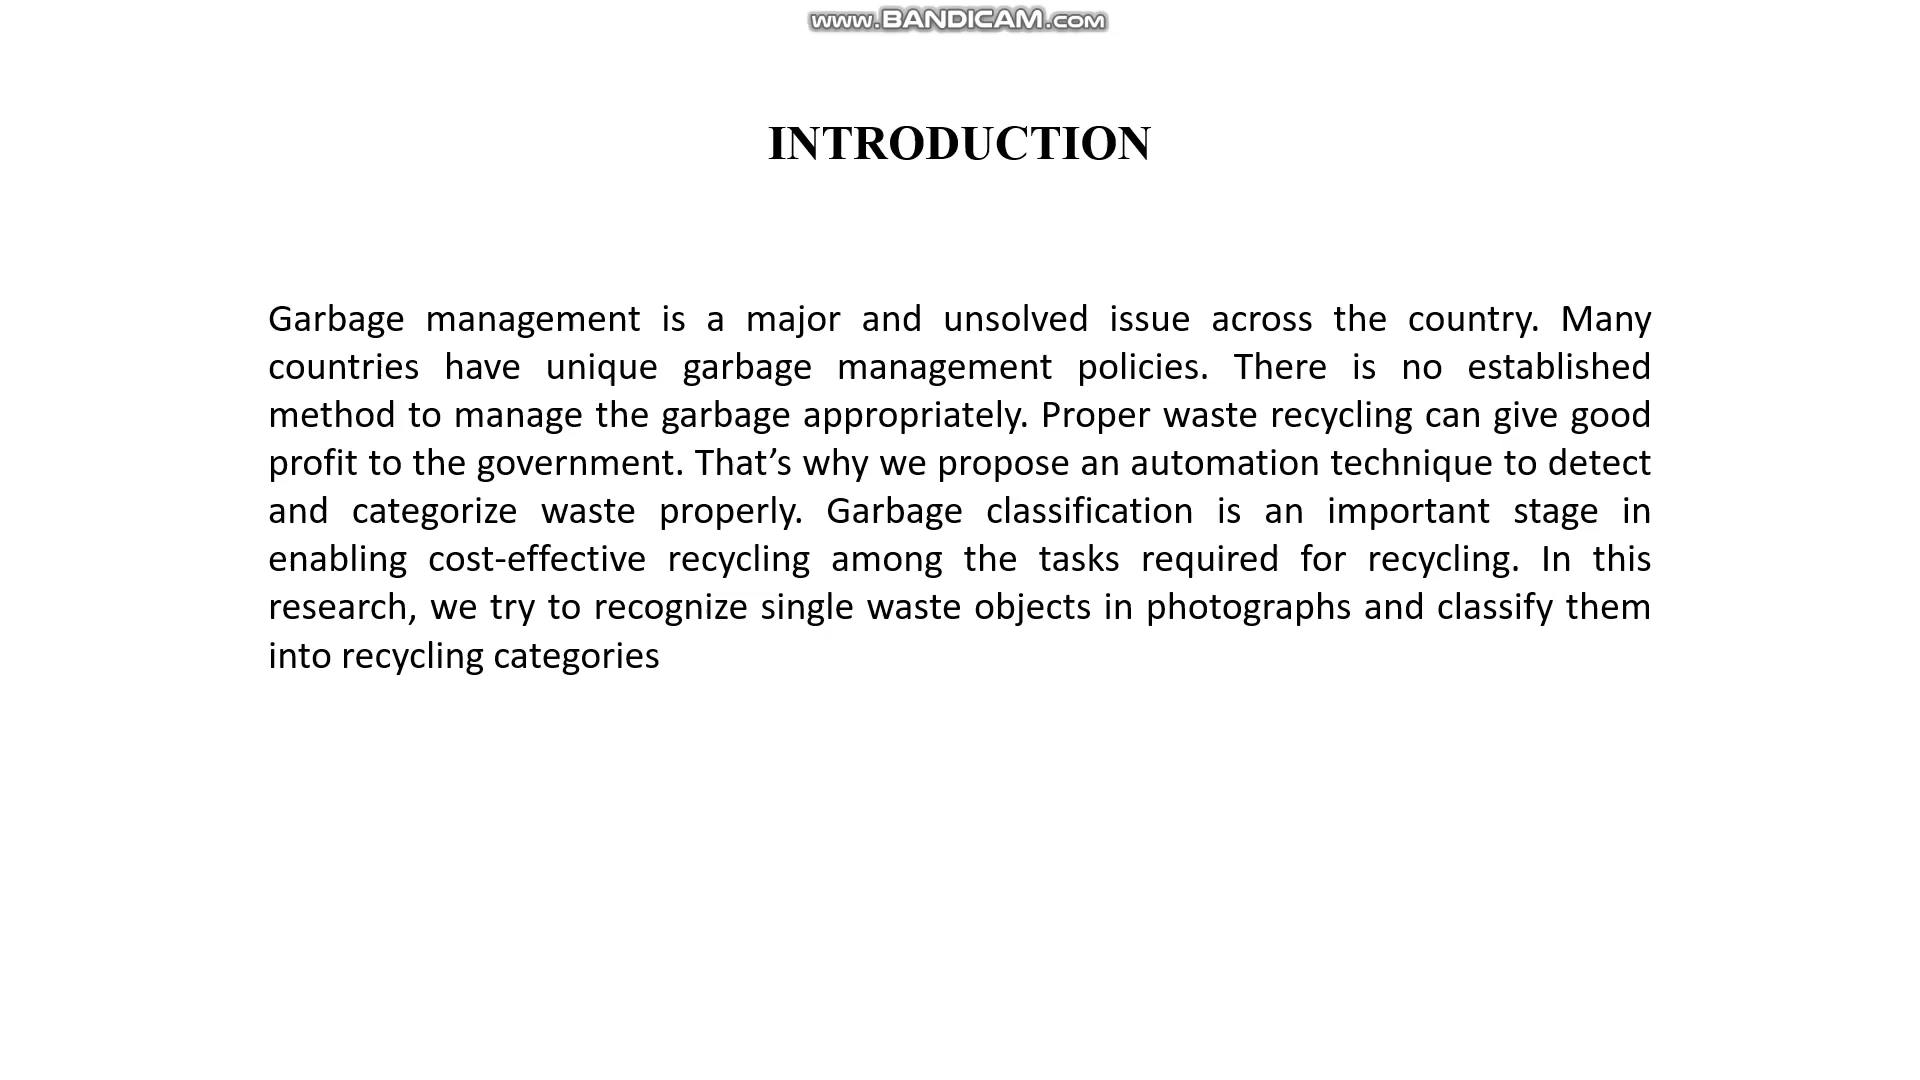 www.BANDICAM.com
INTRODUCTION
Garbage management is a major and unsolved issue across the country. Many
countries have unique garbage management policies. There is no established
method to manage the garbage appropriately. Proper waste recycling can give good
profit to the government. That’s why we propose an automation technique to detect
and categorize waste properly. Garbage classification is an important stage in
enabling cost-effective recycling among the tasks required for recycling. In this
research, we try to recognize single waste objects in photographs and classify them
into recycling categories